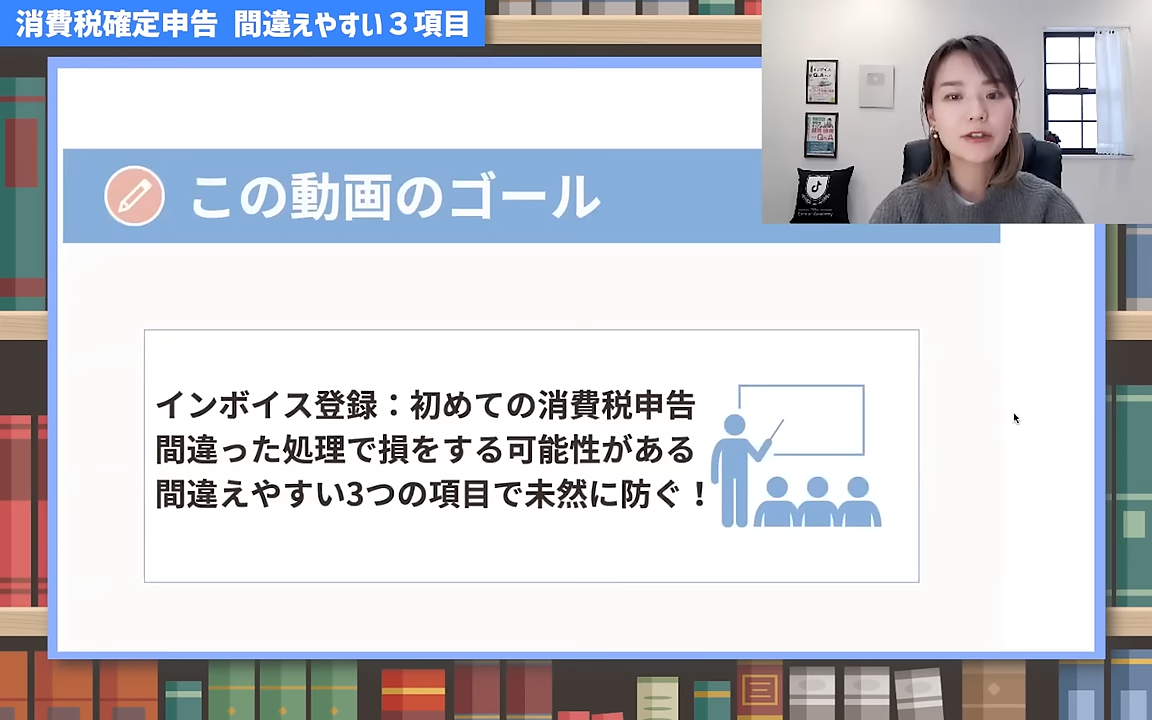 消費税確定申告 間違えやすい３項目
この動画のゴール
インボイス登録：初めての消費税申告
間違った処理で損をする可能性がある
間違えやすい3つの項目で未然に防ぐ！
Q&A